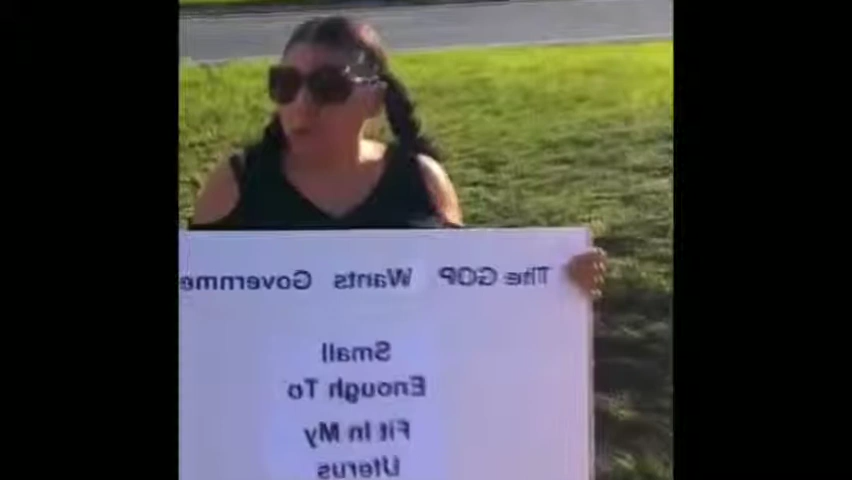 The GOP Wants Governme
Small
Enough To
Fit In My
Uterus